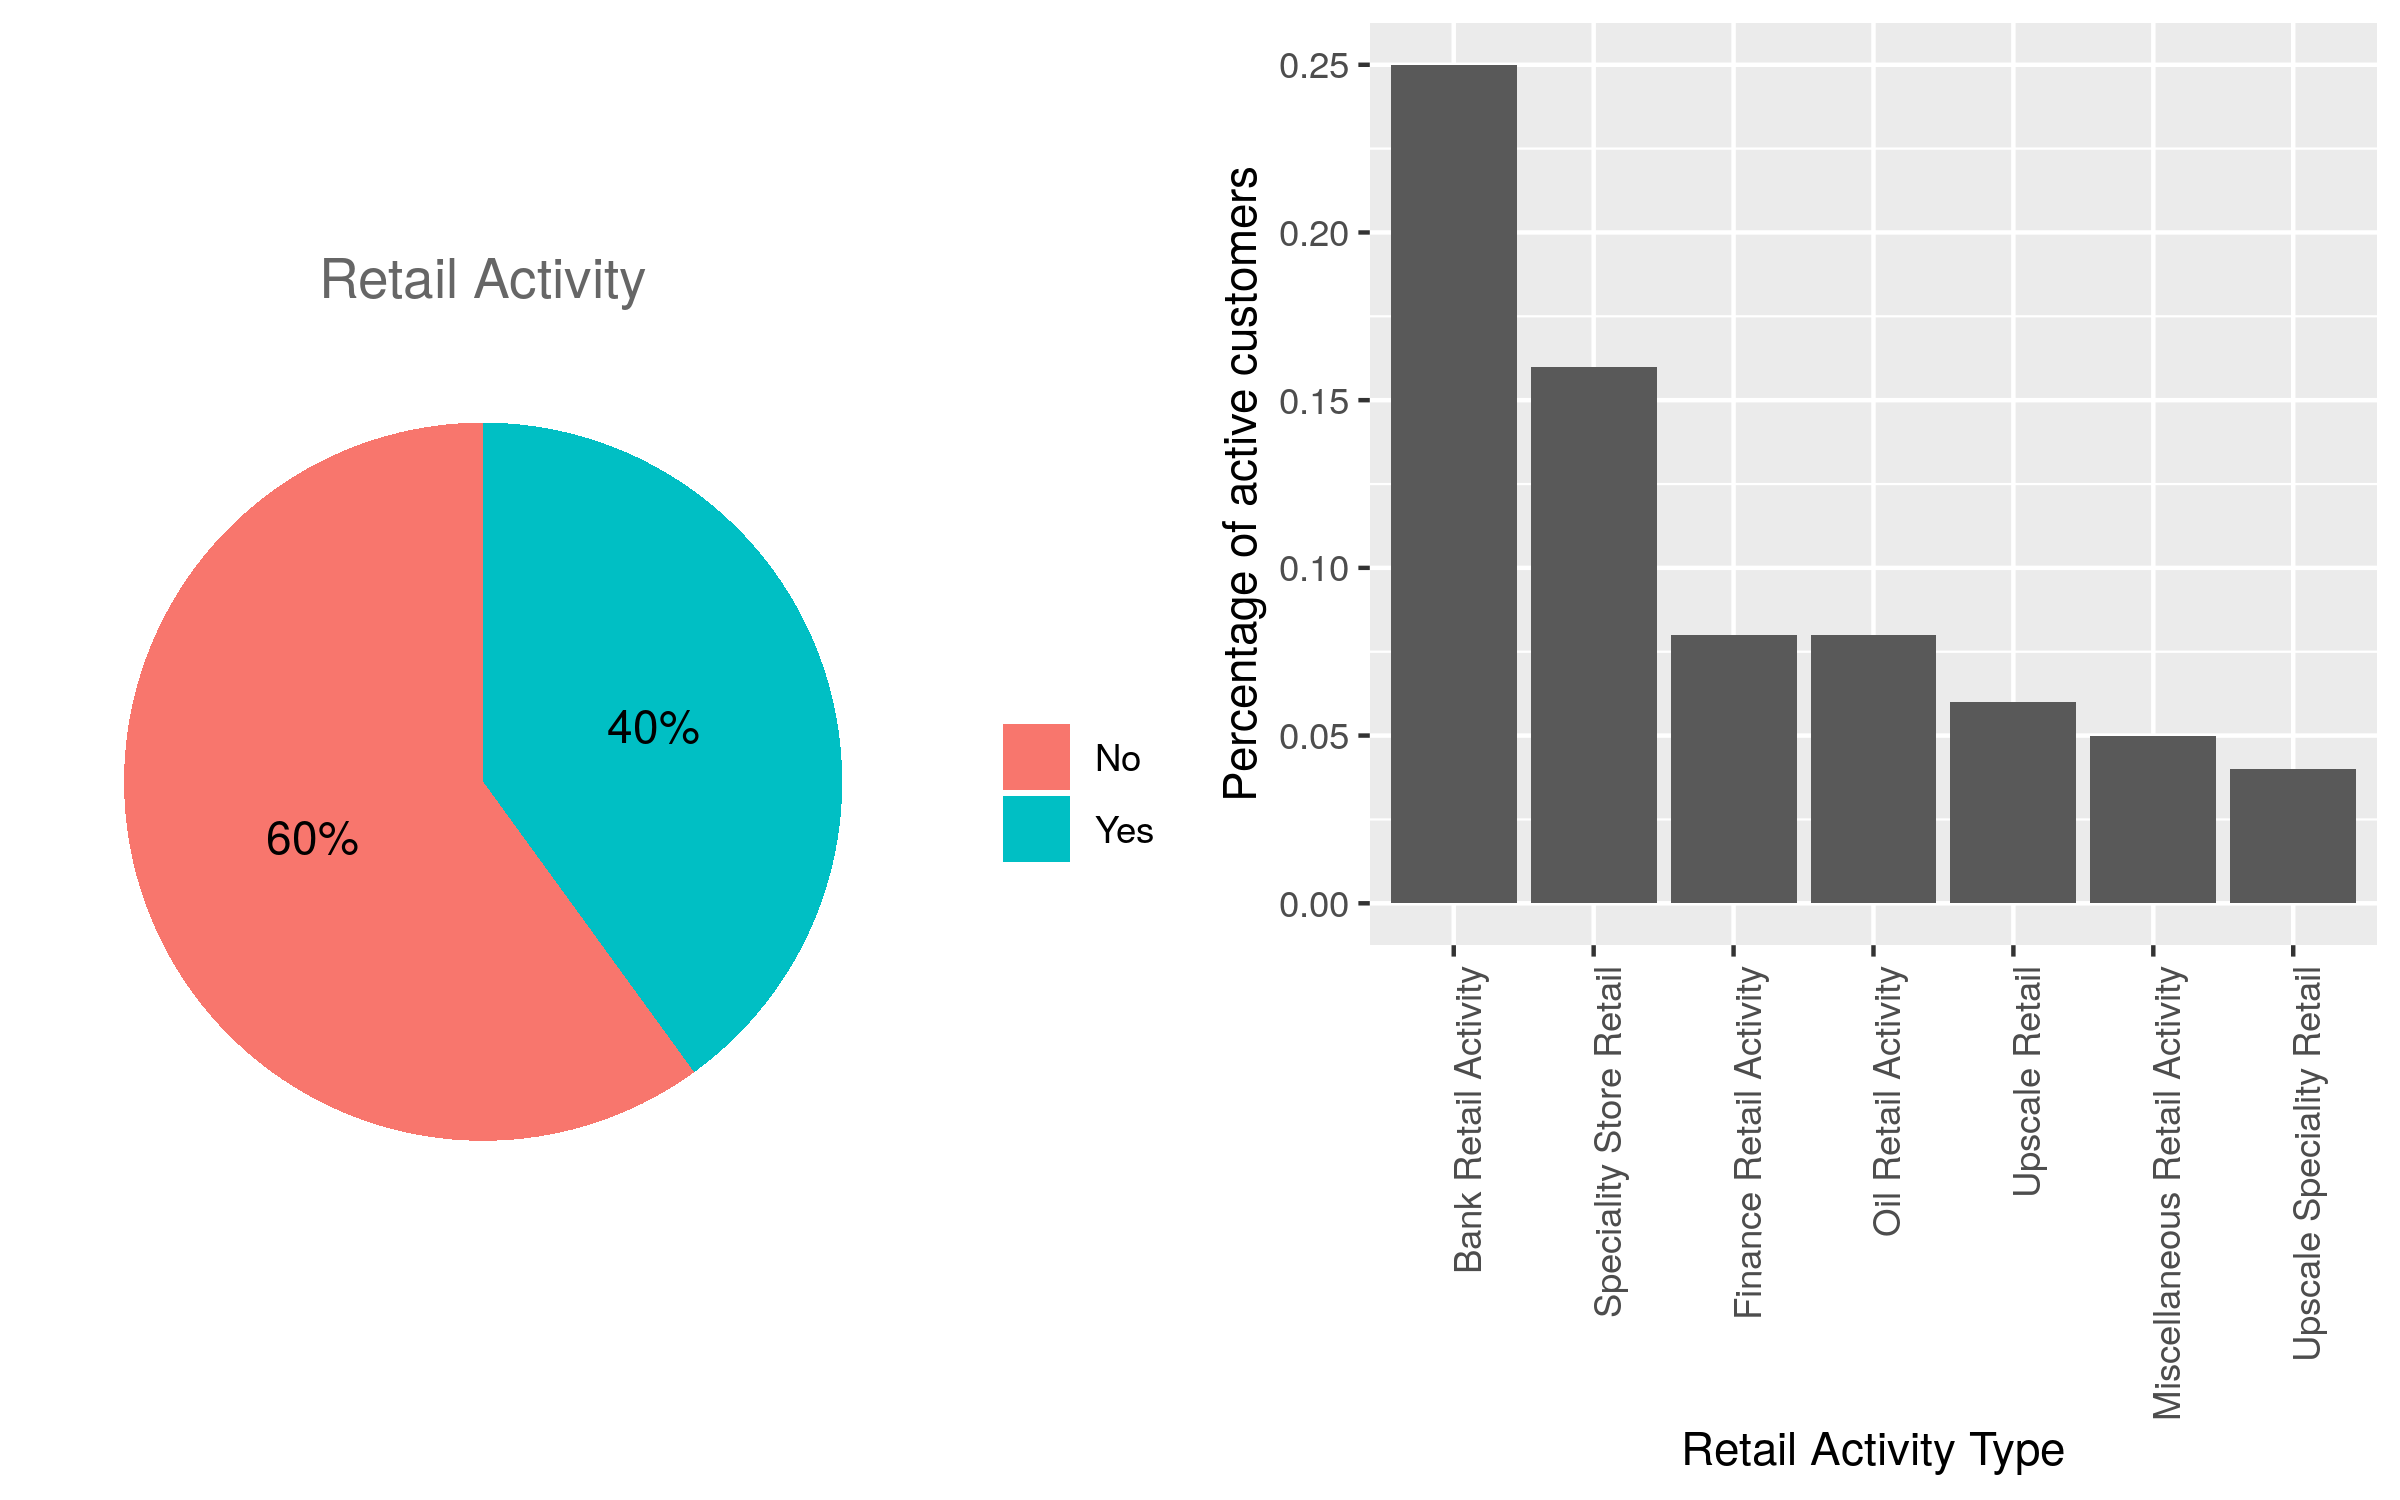 Retail Activity
40%
60%
No
Yes
Percentage of active customers
0.25
0.20
0.15
0.10
0.05
0.00
Bank Retail Activity
Speciality Store Retail
Finance Retail Activity
Oil Retail Activity
Upscale Retail
Miscellaneous Retail Activity
Upscale Speciality Retail
Retail Activity Type